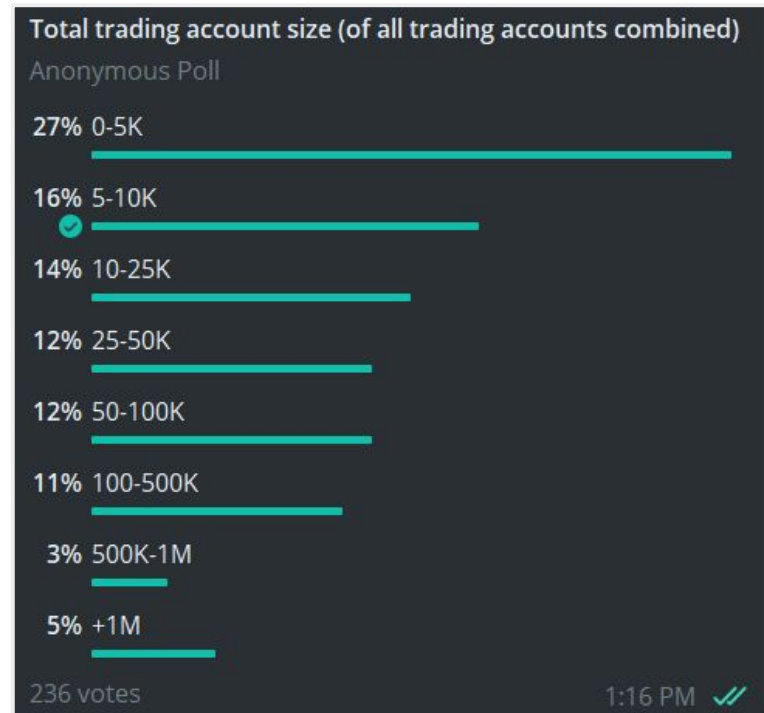 Total trading account size (of all trading accounts combined)
Anonymous Poll
27% 0-5K
16% 5-10K
14% 10-25K
12% 25-50K
12% 50-100K
11% 100-500K
3% 500K-1M
5% +1M
236 votes 1:16 PM